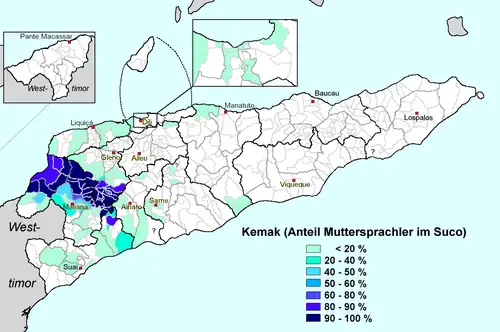 Pante Macassar
West-
timor
Dili
Baucau
Manatuto
Lospalos
Liquiçá
Gleno
Aileu
?
Viqueque
Same
Maliana
Ainaro
?
West-
timor
Suai
Kemak (Anteil Muttersprachler im Suco)
< 20 %
20 - 40 %
40 - 50 %
50 - 60 %
60 - 80 %
80 - 90 %
90 - 100 %